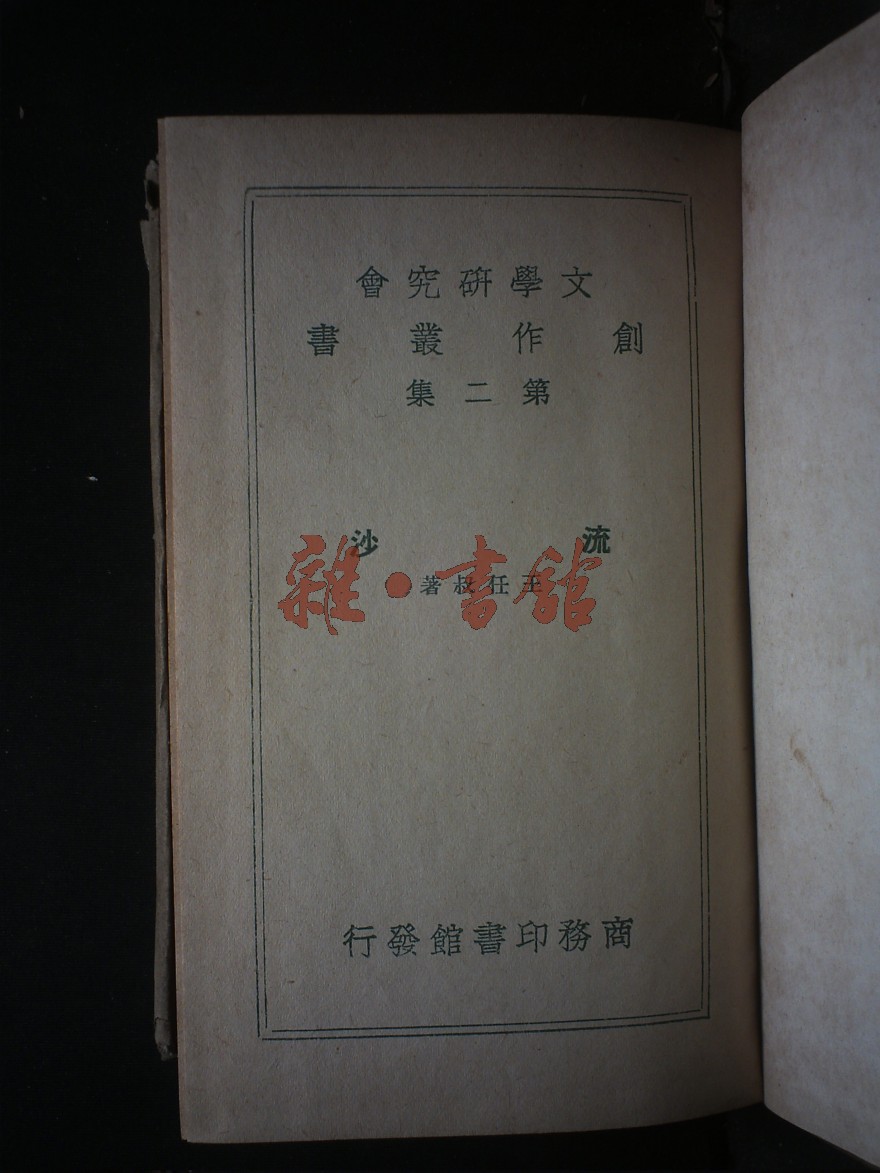 文學硏究會
創作叢書
第二集
流沙
王任叔著
雜·書館
商務印書館發行